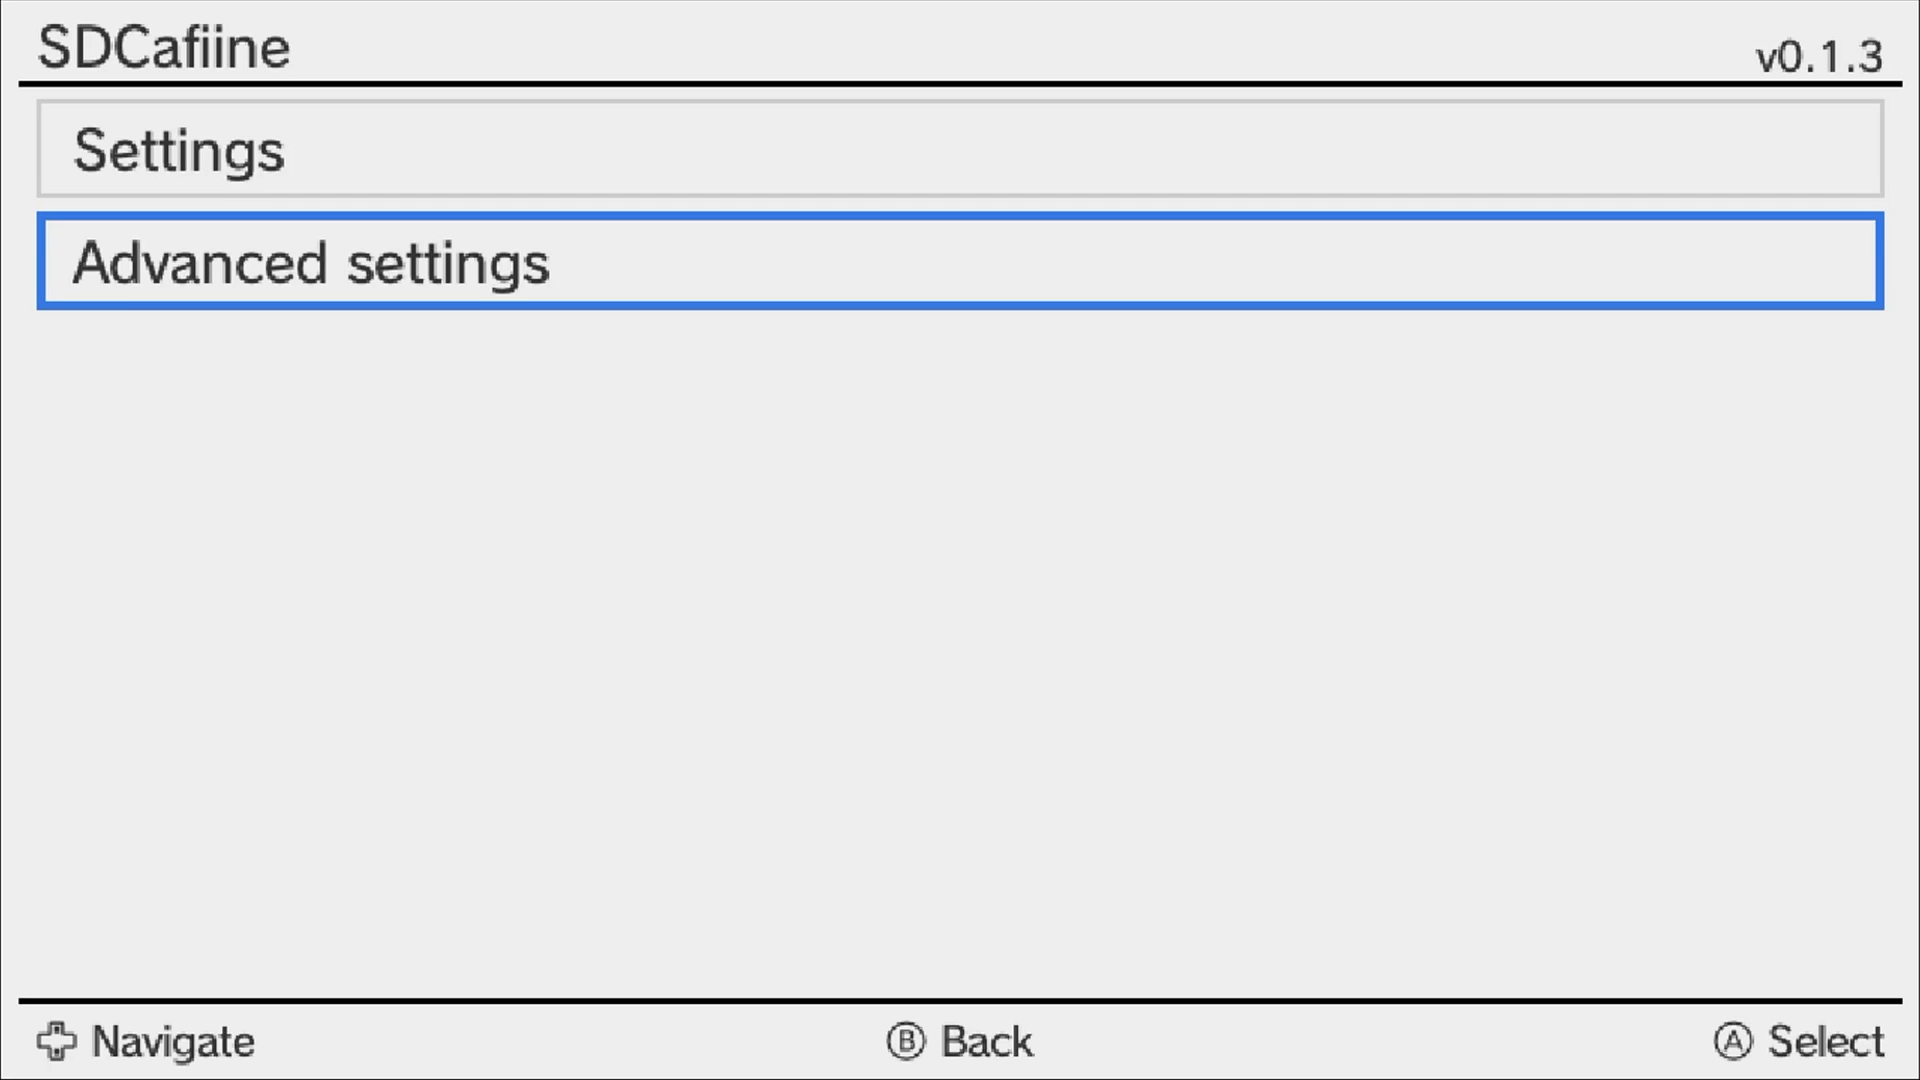 SDCafiine
v0.1.3
Settings
Advanced settings
Navigate
Ⓑ Back
Ⓐ Select